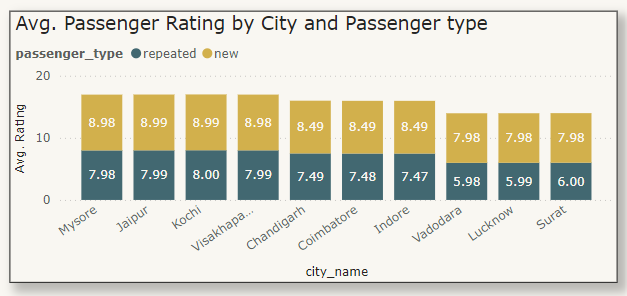 Avg. Passenger Rating by City and Passenger type
passenger_type repeated new
20
10
0
Avg. Rating
8.98 8.99 8.99 8.98 8.49 8.49 8.49 7.98 7.98 7.98
7.98 7.99 8.00 7.99 7.49 7.48 7.47 5.98 5.99 6.00
Mysore Jaipur Kochi Visakhapa... Chandigarh Coimbatore Indore Vadodara Lucknow Surat
city_name